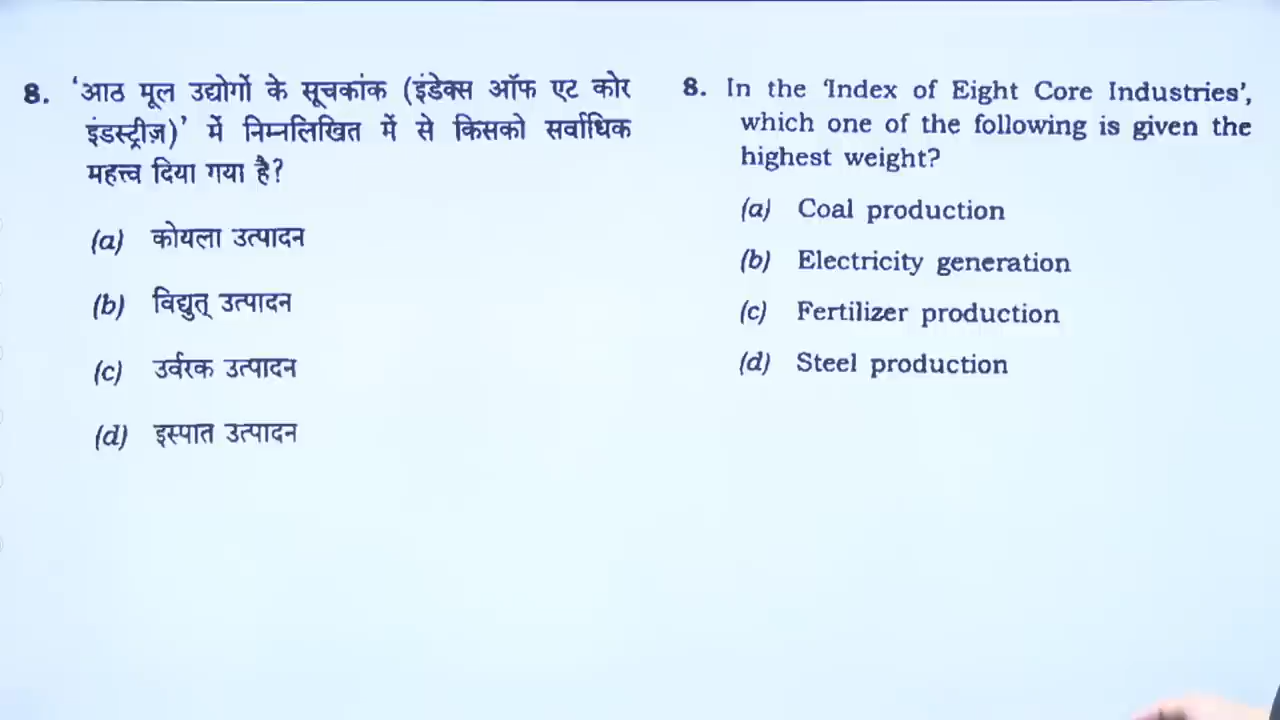 8. 'आठ मूल उद्योगों के सूचकांक (इंडेक्स ऑफ एट कोर
इंडस्ट्रीज़)' में निम्नलिखित में से किसको सर्वाधिक
महत्त्व दिया गया है?
(a) कोयला उत्पादन
(b) विद्युत् उत्पादन
(c) उर्वरक उत्पादन
(d) इस्पात उत्पादन
8. In the 'Index of Eight Core Industries',
which one of the following is given the
highest weight?
(a) Coal production
(b) Electricity generation
(c) Fertilizer production
(d) Steel production